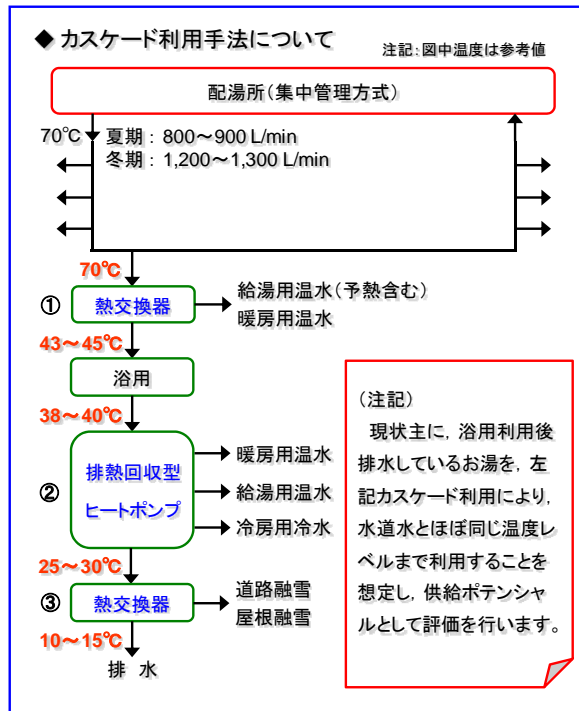 ◆ カスケード利用手法について
注記:図中温度は参考値
配湯所(集中管理方式)
70℃
夏期: 800~900 L/min
冬期: 1,200~1,300 L/min
70℃
① 熱交換器
給湯用温水(予熱含む)
暖房用温水
43~45℃
浴用
38~40℃
② 排熱回収型
ヒートポンプ
暖房用温水
給湯用温水
冷房用冷水
25~30℃
③ 熱交換器
道路融雪
屋根融雪
10~15℃
排 水
(注記)
現状主に, 浴用利用後
排水しているお湯を, 左
記カスケード利用により,
水道水とほぼ同じ温度レ
ベルまで利用することを
想定し, 供給ポテンシャ
ルとして評価を行います。